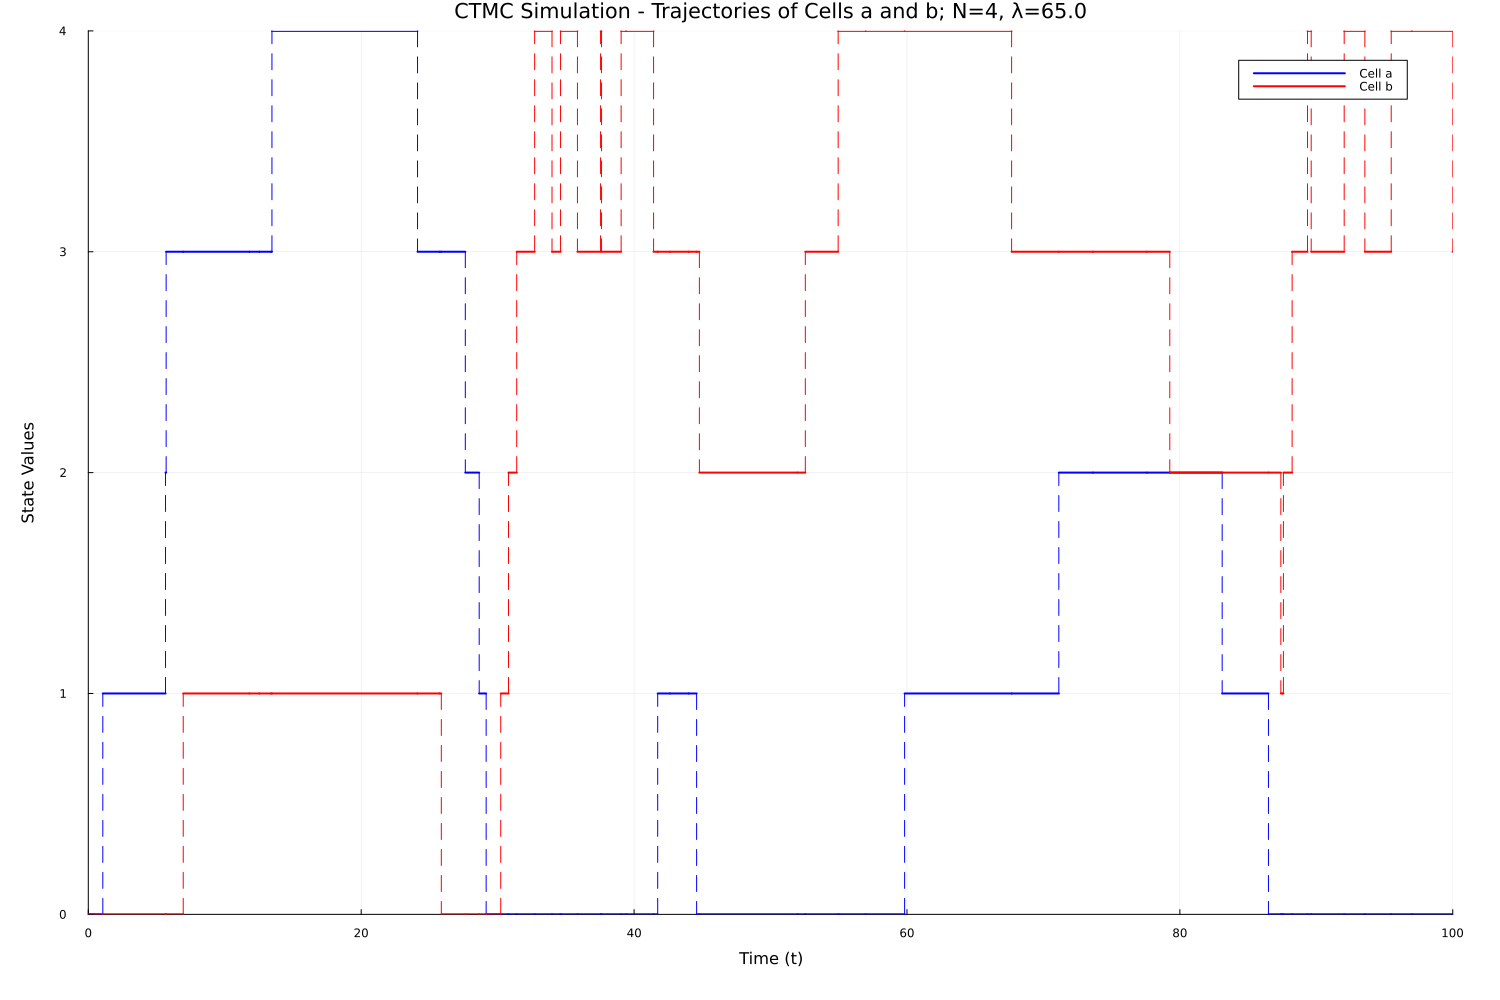 CTMC Simulation - Trajectories of Cells a and b; N=4, λ=65.0
4
Cell a
Cell b
3
State Values
2
1
0
0 20 40 60 80 100
Time (t)